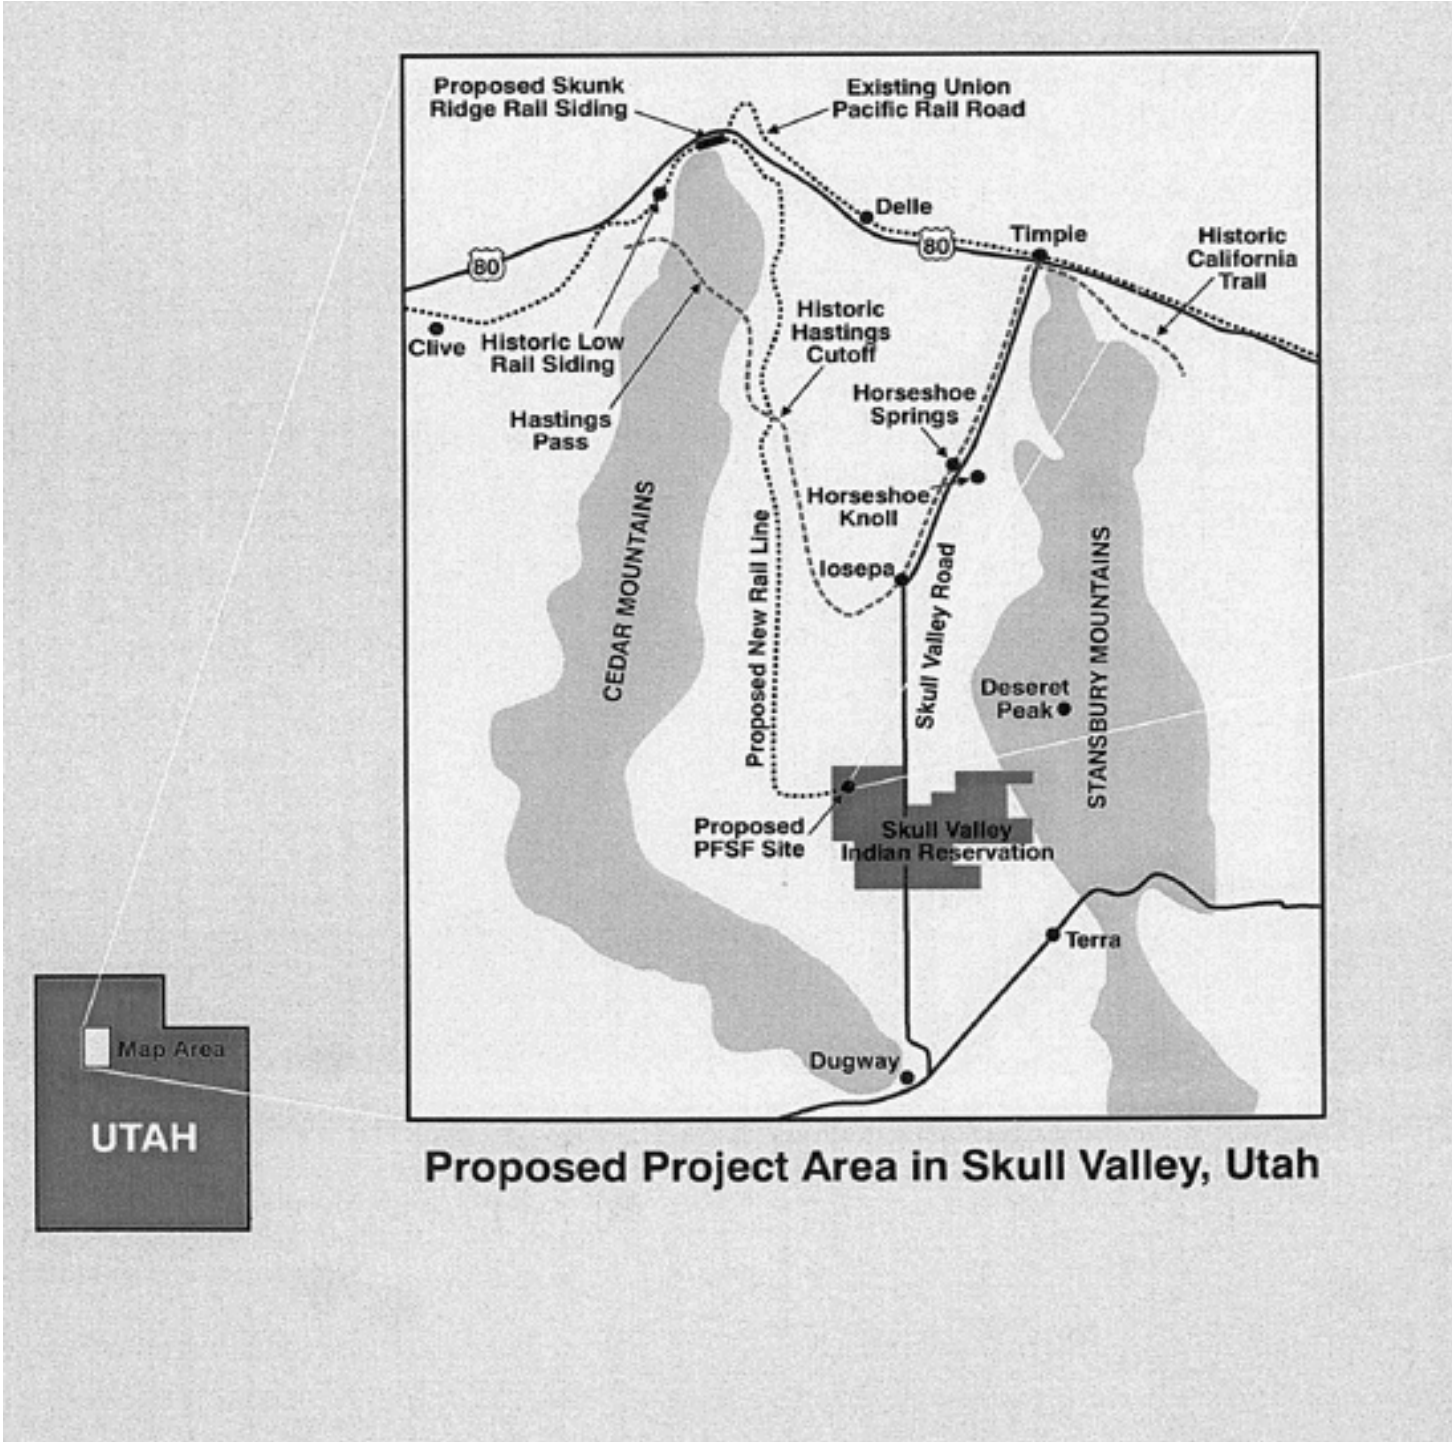 Proposed Skunk
Ridge Rail Siding
Existing Union
Pacific Rail Road
Delle
80
Timpie
Historic
California
Trail
80
Clive
Historic Low
Rail Siding
Historic
Hastings
Cutoff
Hastings
Pass
Horseshoe
Springs
Horseshoe
Knoll
CEDAR MOUNTAINS
Proposed New Rail Line
Iosepa
Skull Valley Road
STANSBURY MOUNTAINS
Deseret
Peak
Proposed
PFSF Site
Skull Valley
Indian Reservation
Terra
Dugway
Map Area
UTAH
Proposed Project Area in Skull Valley, Utah